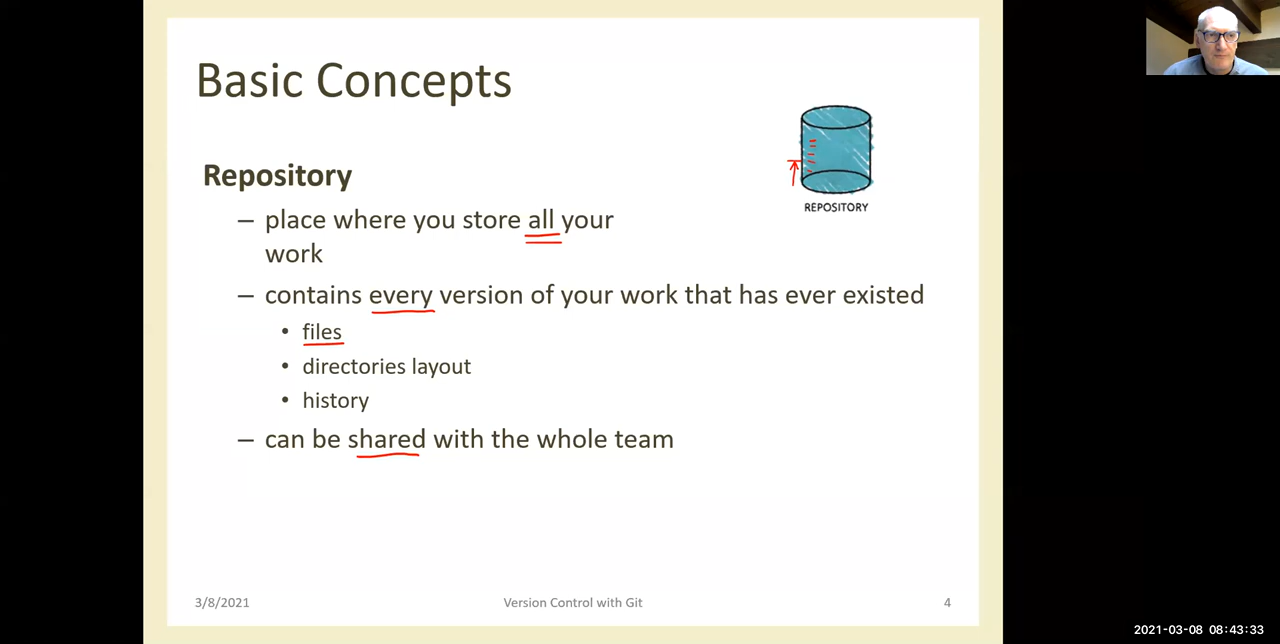 Basic Concepts
REPOSITORY
Repository
– place where you store all your
work
– contains every version of your work that has ever existed
• files
• directories layout
• history
– can be shared with the whole team
3/8/2021
Version Control with Git
4
2021-03-08 08:43:33